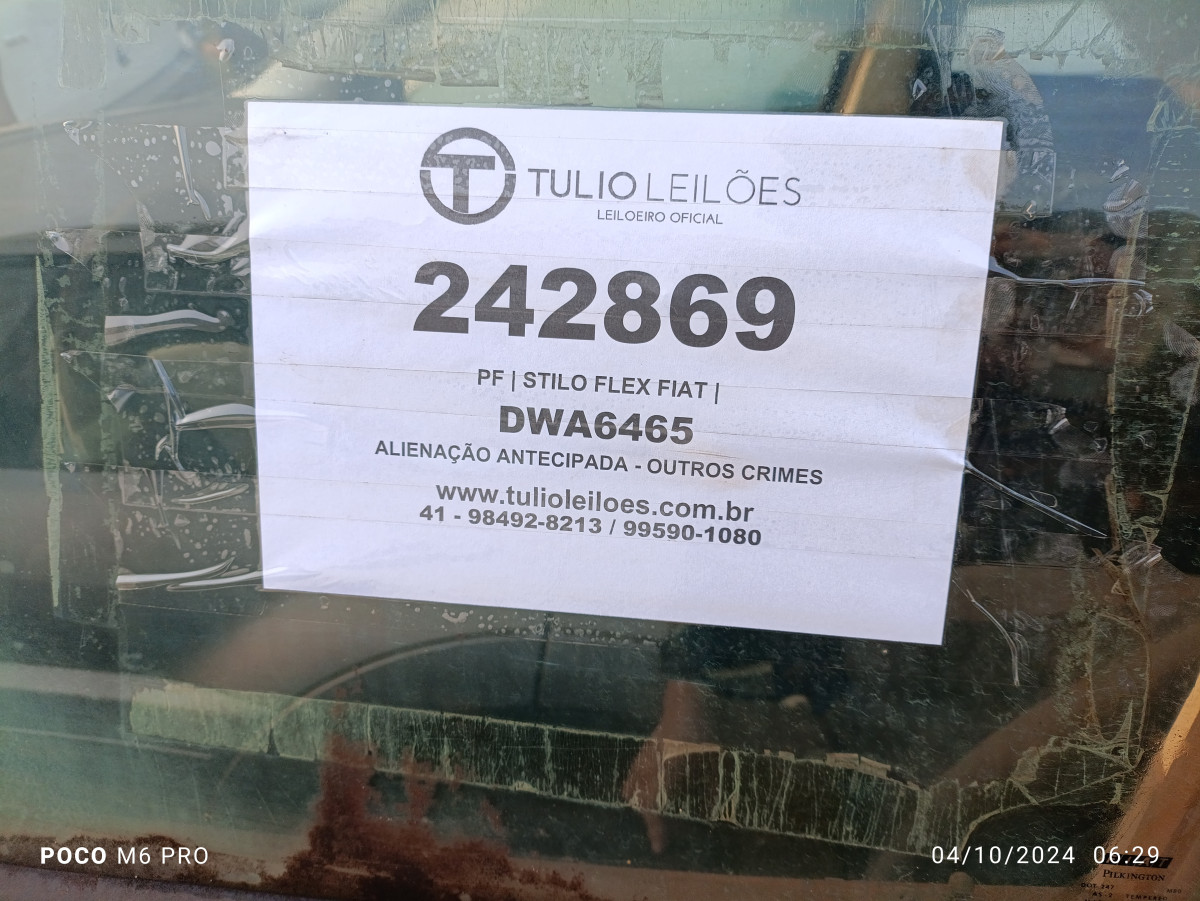 TULIO LEILÕES
LEILOEIRO OFICIAL
242869
PF | STILO FLEX FIAT |
DWA6465
ALIENAÇÃO ANTECIPADA - OUTROS CRIMES
www.tulioleiloes.com.br
41 - 98492-8213 / 99590-1080
POCO M6 PRO
04/10/2024 06:29
PILKINGTON